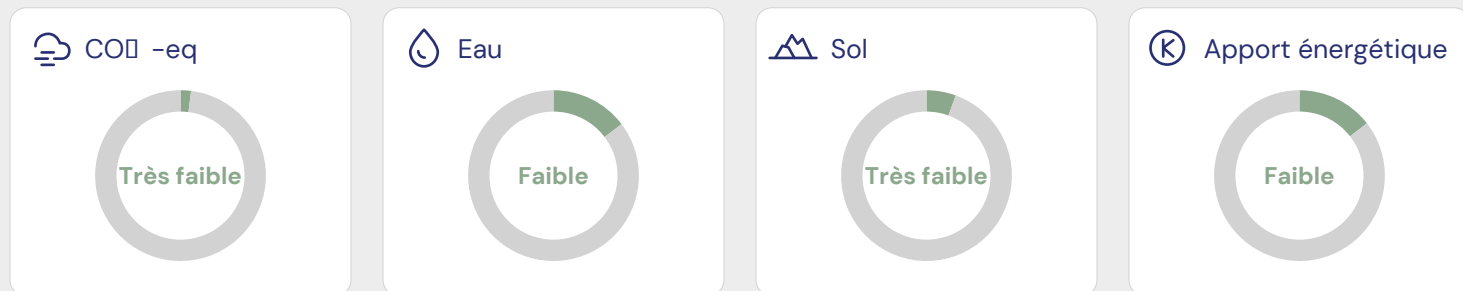 CO▯ -eq
Très faible
Eau
Faible
Sol
Très faible
Apport énergétique
Faible